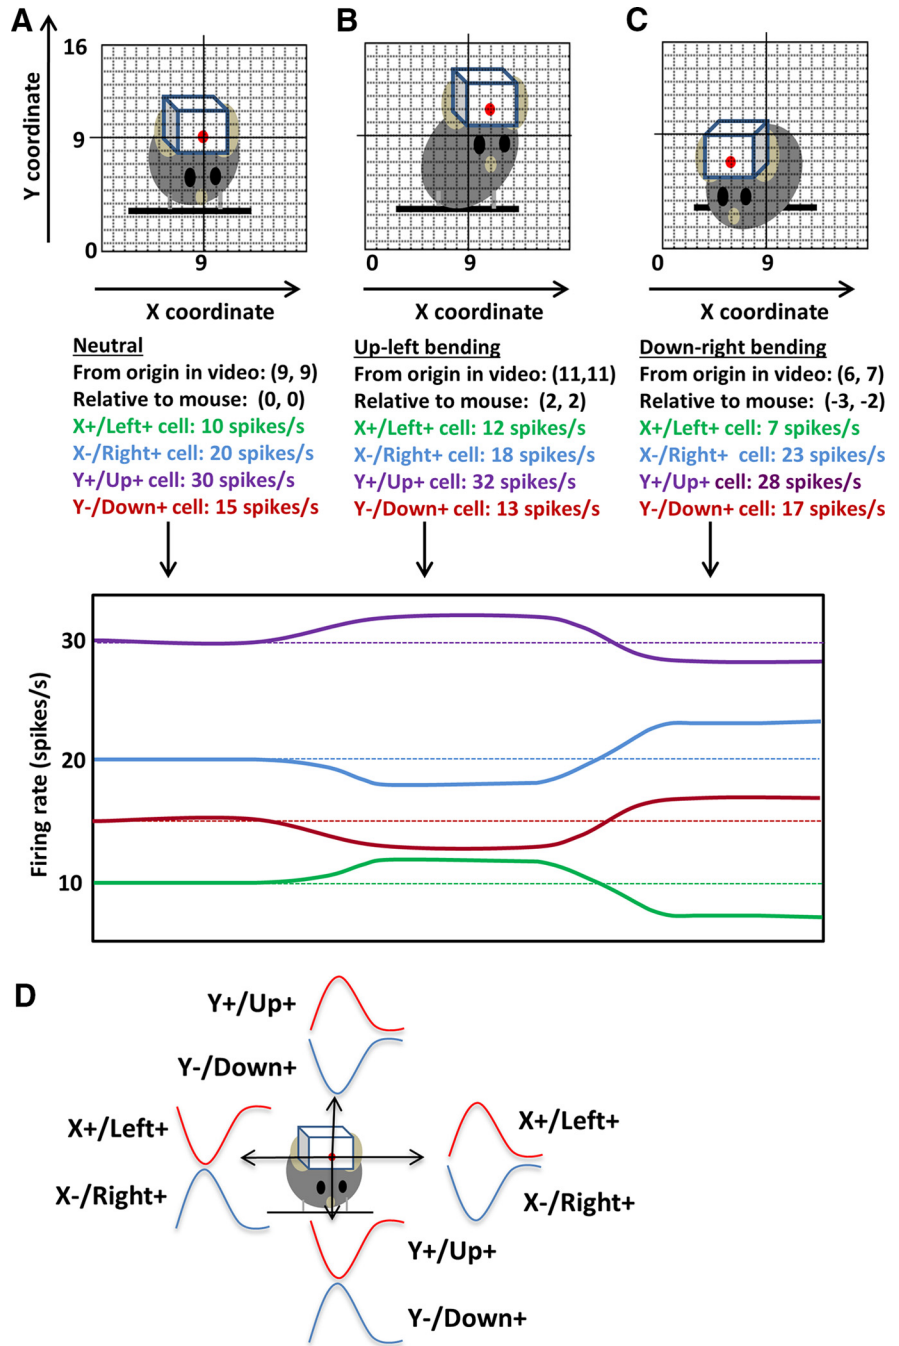 A
B
C
Y coordinate
16
9
0
9
0
9
0
9
X coordinate
X coordinate
X coordinate
Neutral
From origin in video: (9, 9)
Relative to mouse: (0, 0)
X+/Left+ cell: 10 spikes/s
X-/Right+ cell: 20 spikes/s
Y+/Up+ cell: 30 spikes/s
Y-/Down+ cell: 15 spikes/s
Up-left bending
From origin in video: (11,11)
Relative to mouse: (2, 2)
X+/Left+ cell: 12 spikes/s
X-/Right+ cell: 18 spikes/s
Y+/Up+ cell: 32 spikes/s
Y-/Down+ cell: 13 spikes/s
Down-right bending
From origin in video: (6, 7)
Relative to mouse: (-3, -2)
X+/Left+ cell: 7 spikes/s
X-/Right+ cell: 23 spikes/s
Y+/Up+ cell: 28 spikes/s
Y-/Down+ cell: 17 spikes/s
Firing rate (spikes/s)
30
20
10
D
Y+/Up+
Y-/Down+
X+/Left+
X-/Right+
X+/Left+
X-/Right+
Y+/Up+
Y-/Down+